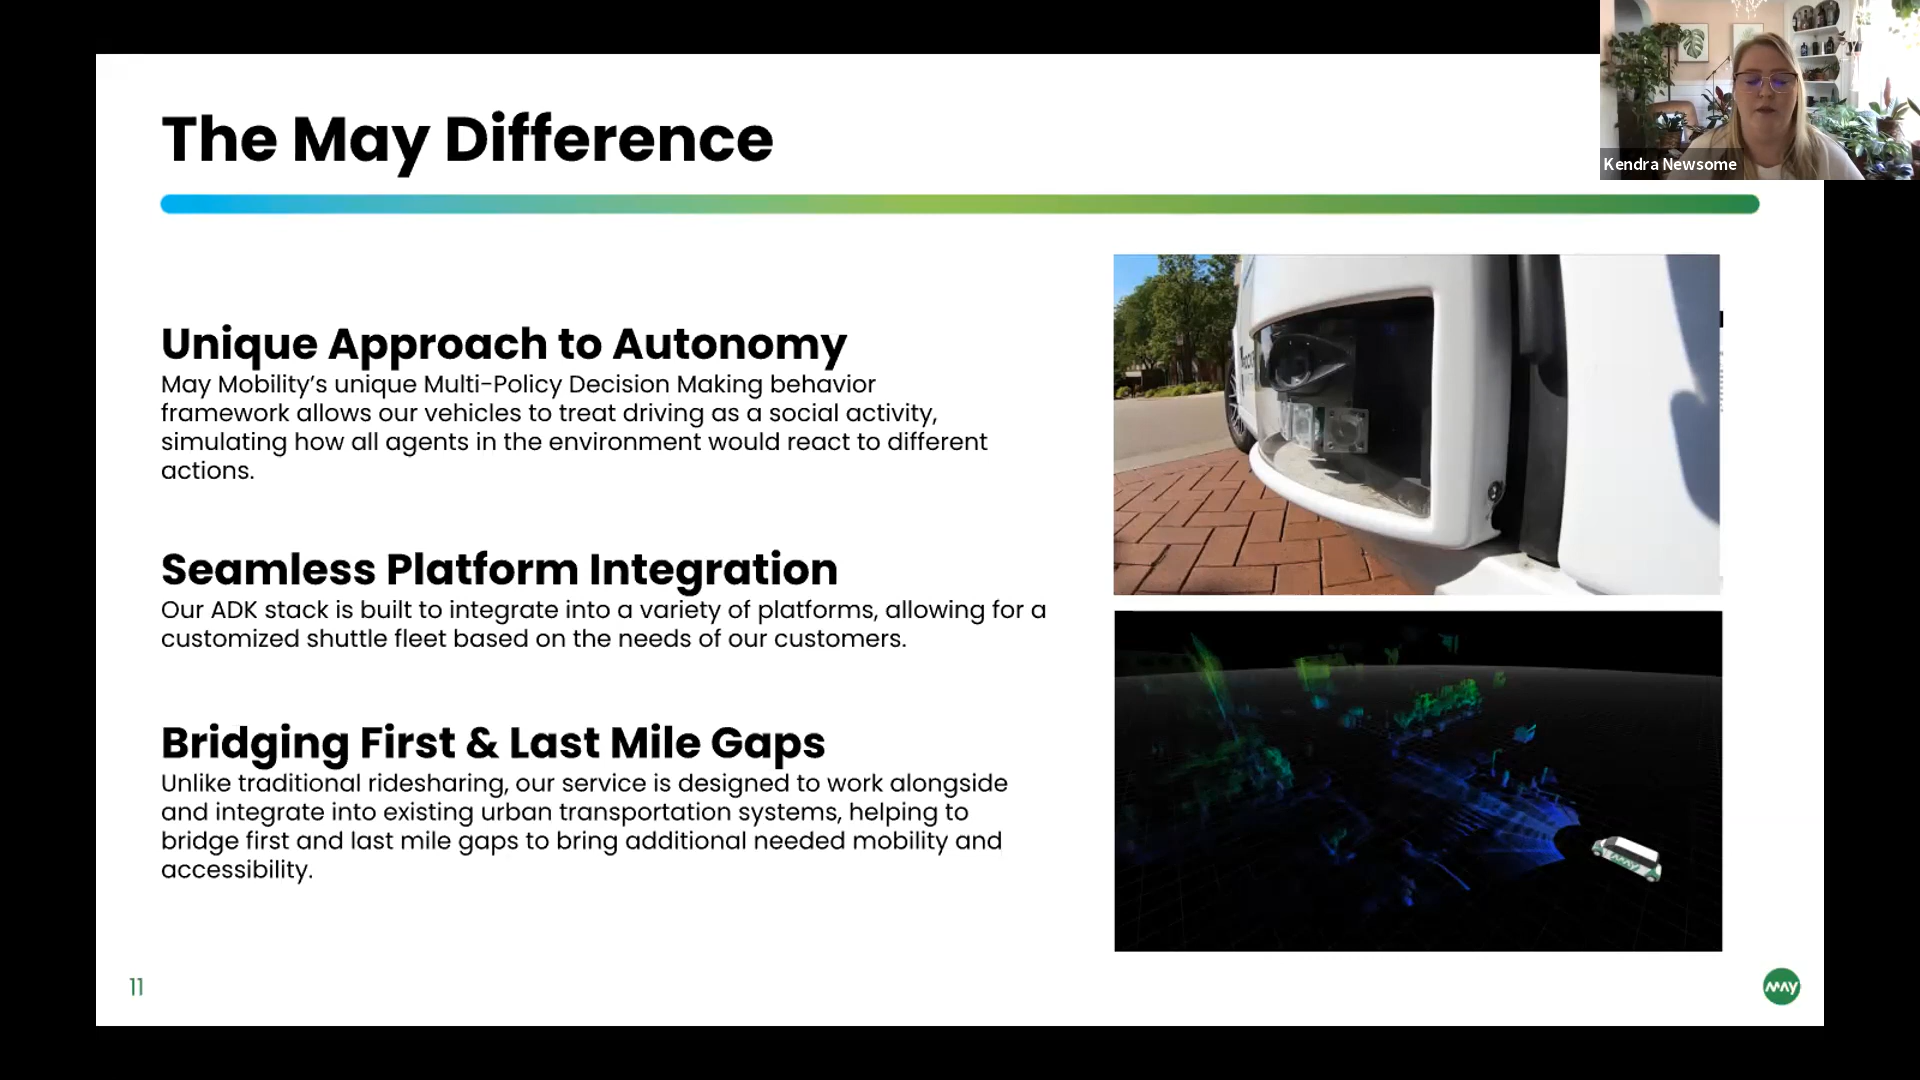 The May Difference
Kendra Newsome
Unique Approach to Autonomy
May Mobility’s unique Multi-Policy Decision Making behavior
framework allows our vehicles to treat driving as a social activity,
simulating how all agents in the environment would react to different
actions.
Seamless Platform Integration
Our ADK stack is built to integrate into a variety of platforms, allowing for a
customized shuttle fleet based on the needs of our customers.
Bridging First & Last Mile Gaps
Unlike traditional ridesharing, our service is designed to work alongside
and integrate into existing urban transportation systems, helping to
bridge first and last mile gaps to bring additional needed mobility and
accessibility.
MAY
11
MAY